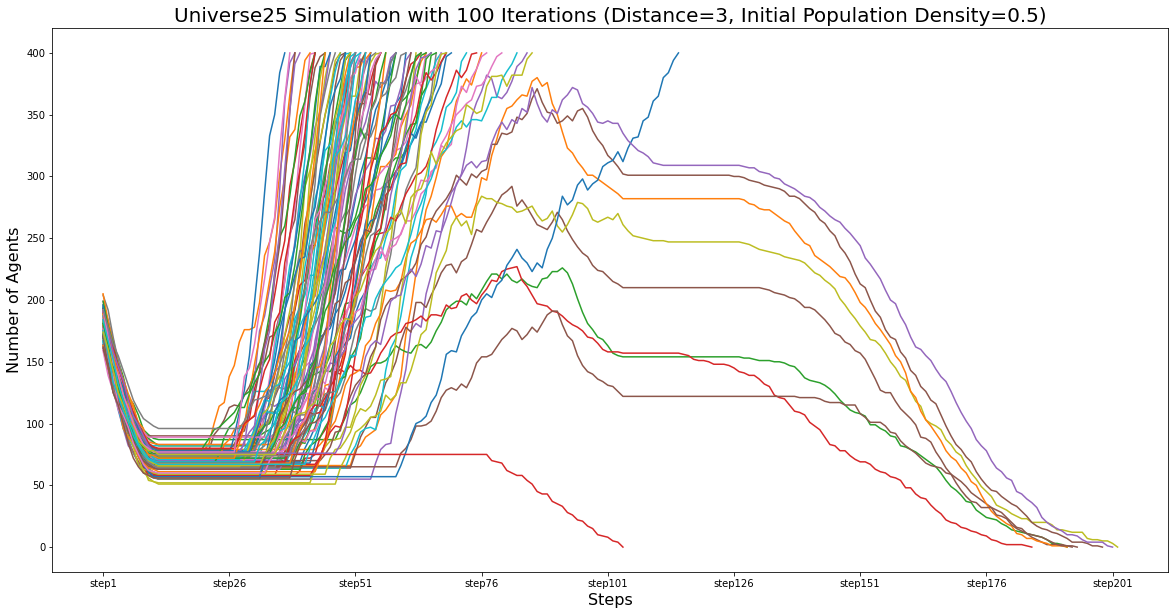 Universe25 Simulation with 100 Iterations (Distance=3, Initial Population Density=0.5)
Number of Agents
400
350
300
250
200
150
100
50
0
step1 step26 step51 step76 step101 step126 step151 step176 step201
Steps